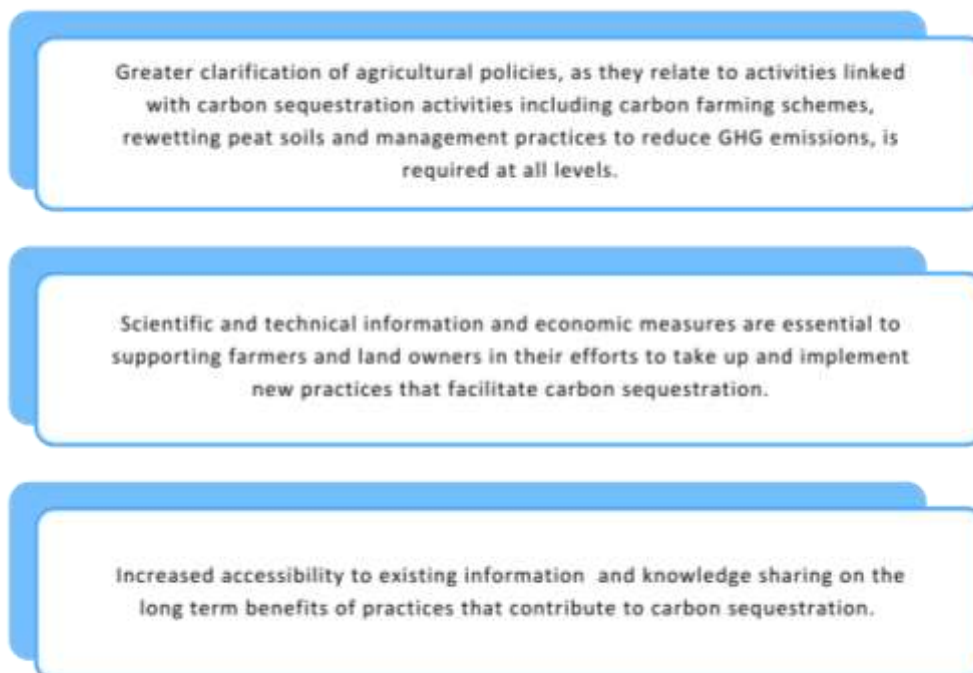 Greater clarification of agricultural policies, as they relate to activities linked
with carbon sequestration activities including carbon farming schemes,
rewetting peat soils and management practices to reduce GHG emissions, is
required at all levels.
Scientific and technical information and economic measures are essential to
supporting farmers and land owners in their efforts to take up and implement
new practices that facilitate carbon sequestration.
Increased accessibility to existing information  and knowledge sharing on the
long term benefits of practices that contribute to carbon sequestration.